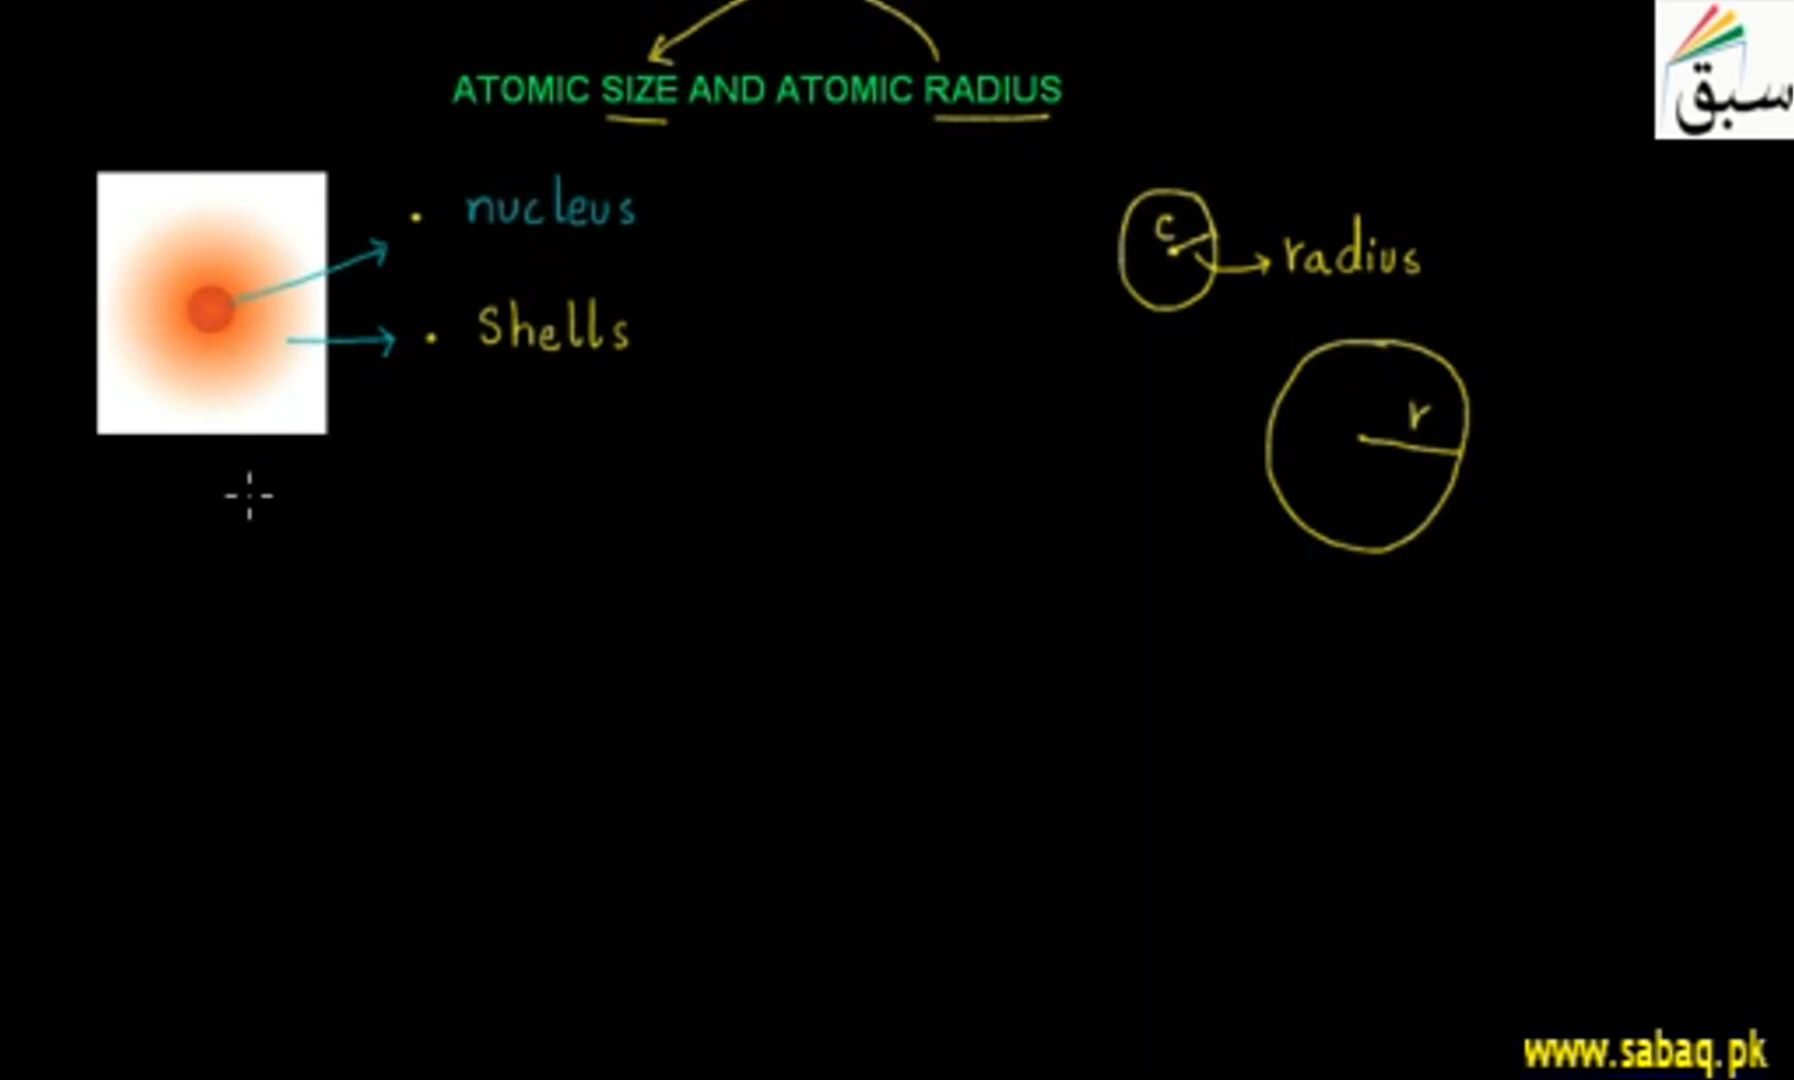 ATOMIC SIZE AND ATOMIC RADIUS
سبق
. nucleus
c
radius
. Shells
r
www.sabaq.pk